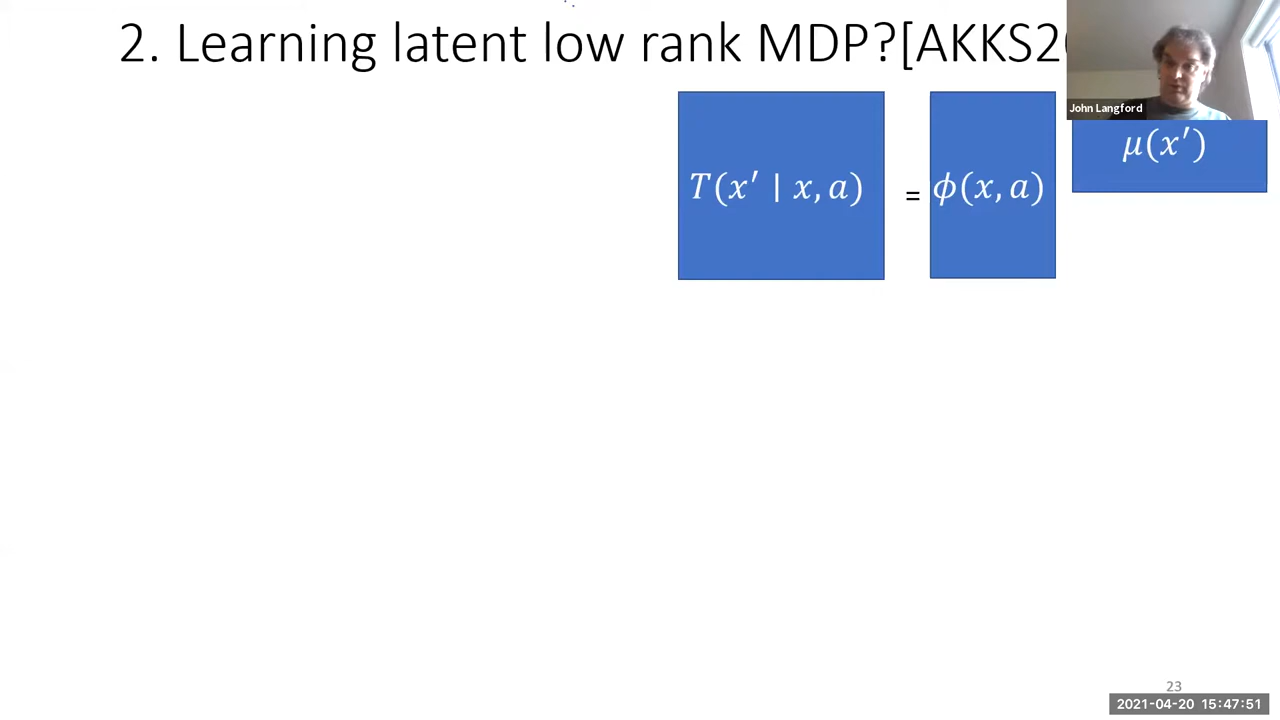 2. Learning latent low rank MDP?[AKKS2
John Langford
μ(x′)
T(x′ | x, a)
=
ϕ(x, a)
23
2021-04-20 15:47:51